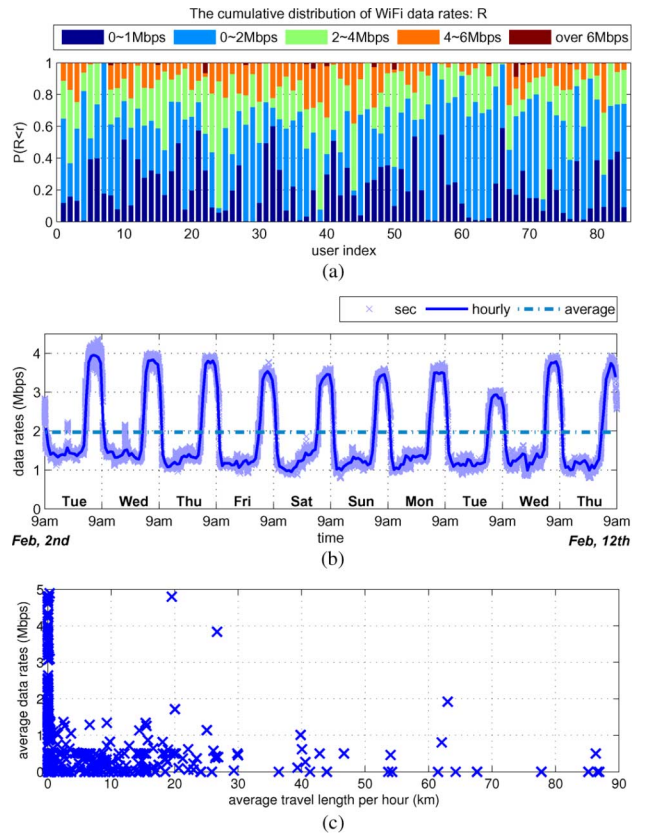 The cumulative distribution of WiFi data rates: R
0~1Mbps 0~2Mbps 2~4Mbps 4~6Mbps over 6Mbps
P(R<r)
1
0.8
0.6
0.4
0.2
0
0 10 20 30 40 50 60 70 80
user index
(a)
sec hourly average
data rates (Mbps)
4
3
2
1
0
Tue Wed Thu Fri Sat Sun Mon Tue Wed Thu
9am 9am 9am 9am 9am 9am 9am 9am 9am 9am 9am
Feb, 2nd time Feb, 12th
(b)
average data rates (Mbps)
5
4
3
2
1
0
0 10 20 30 40 50 60 70 80 90
average travel length per hour (km)
(c)